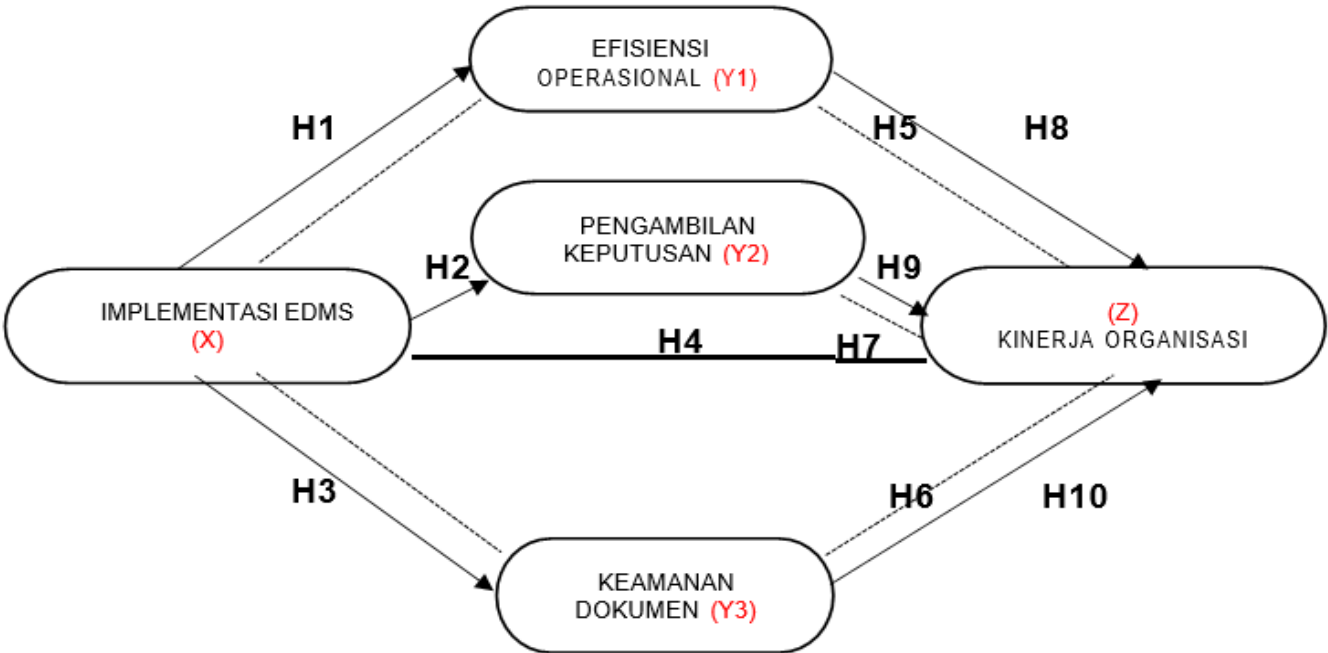 EFISIENSI
OPERASIONAL (Y1)
H1
H5
H8
PENGAMBILAN
KEPUTUSAN (Y2)
H2
H9
IMPLEMENTASI EDMS
(X)
(Z)
KINERJA ORGANISASI
H4
H7
H3
H6
H10
KEAMANAN
DOKUMEN (Y3)